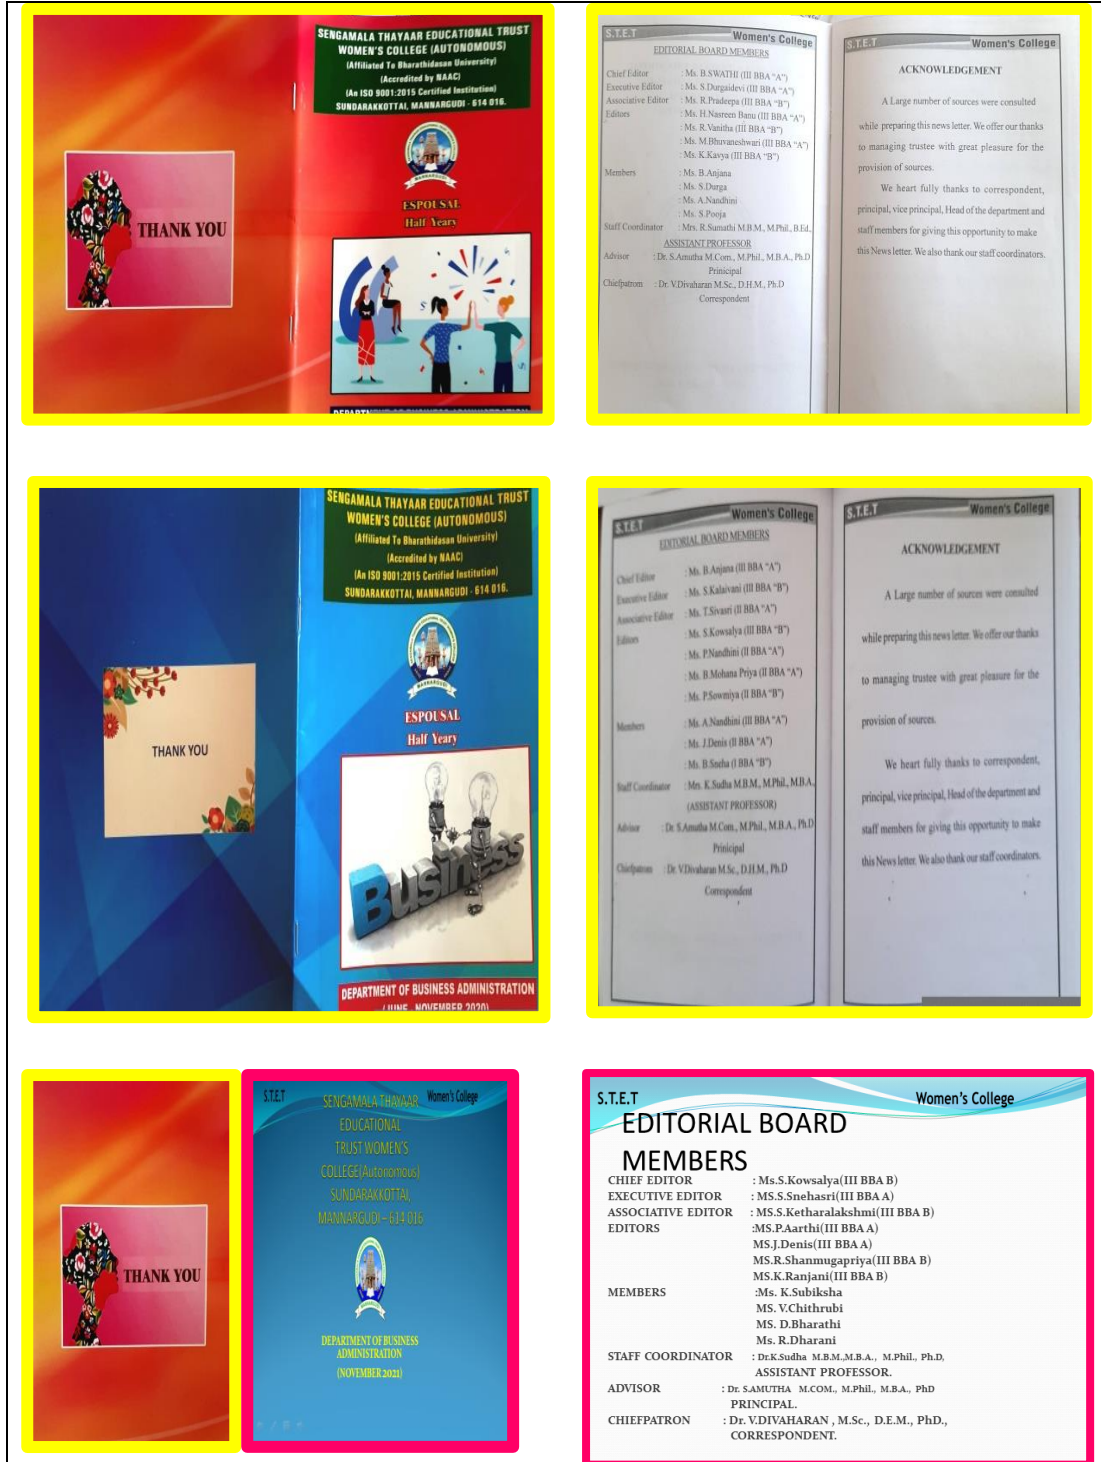 THANK YOU
SENGAMALA THAYAAR EDUCATIONAL TRUST
WOMEN'S COLLEGE (AUTONOMOUS)
(Affiliated To Bharathidasan University)
(Accredited by NAAC)
(An ISO 9001:2015 Certified Institution)
SUNDARAKKOTTAI, MANNARGUDI - 614 016.
MANNARGUDI
ESPOUSAL
Half Yeary
DEPARTMENT OF BUSINESS ADMINISTRATION
S.T.E.T Women's College
EDITORIAL BOARD MEMBERS
Chief Editor : Ms. B.SWATHI (III BBA "A")
Executive Editor : Ms. S.Durgaidevi (III BBA "A")
Associative Editor : Ms. R.Pradeepa (III BBA "B")
Editors : Ms. H.Nasreen Banu (III BBA "A")
: Ms. R.Vanitha (III BBA "B")
: Ms. M.Bhuvaneshwari (III BBA "A")
: Ms. K.Kavya (III BBA "B")
Members : Ms. B.Anjana
: Ms. S.Durga
: Ms. A.Nandhini
: Ms. S.Pooja
Staff Coordinator : Mrs. R.Sumathi M.B.M., M.Phil., B.Ed.,
ASSISTANT PROFESSOR
Advisor : Dr. S.Amutha M.Com., M.Phil., M.B.A., Ph.D
Prinicipal
Chiefpatrom : Dr. V.Divaharan M.Sc., D.H.M., Ph.D
Correspondent
S.T.E.T Women's College
ACKNOWLEDGEMENT
A Large number of sources were consulted
while preparing this news letter. We offer our thanks
to managing trustee with great pleasure for the
provision of sources.
We heart fully thanks to correspondent,
principal, vice principal, Head of the department and
staff members for giving this opportunity to make
this News letter. We also thank our staff coordinators.
THANK YOU
SENGAMALA THAYAAR EDUCATIONAL TRUST
WOMEN'S COLLEGE (AUTONOMOUS)
(Affiliated To Bharathidasan University)
(Accredited by NAAC)
(An ISO 9001:2015 Certified Institution)
SUNDARAKKOTTAI, MANNARGUDI - 614 016.
MANNARGUDI
ESPOUSAL
Half Yeary
Business
DEPARTMENT OF BUSINESS ADMINISTRATION
(JUNE - NOVEMBER 2020)
S.T.E.T Women's College
EDITORIAL BOARD MEMBERS
Chief Editor : Ms. B.Anjana (III BBA "A")
Executive Editor : Ms. S.Kalaivani (III BBA "B")
Associative Editor : Ms. T.Sivasri (II BBA "A")
Editors : Ms. S.Kowsalya (III BBA "B")
: Ms. P.Nandhini (II BBA "A")
: Ms. B.Mohana Priya (II BBA "A")
: Ms. P.Sowmiya (II BBA "B")
Members : Ms. A.Nandhini (III BBA "A")
: Ms. J.Denis (II BBA "A")
: Ms. B.Sneha (I BBA "B")
Staff Coordinator : Mrs. K.Sudha M.B.M., M.Phil., M.B.A.,
(ASSISTANT PROFESSOR)
Advisor : Dr. S.Amutha M.Com., M.Phil., M.B.A., Ph.D
Prinicipal
Chiefpatrom : Dr. V.Divaharan M.Sc., D.H.M., Ph.D
Correspondent
S.T.E.T Women's College
ACKNOWLEDGEMENT
A Large number of sources were consulted
while preparing this news letter. We offer our thanks
to managing trustee with great pleasure for the
provision of sources.
We heart fully thanks to correspondent,
principal, vice principal, Head of the department and
staff members for giving this opportunity to make
this News letter. We also thank our staff coordinators.
THANK YOU
S.T.E.T Women's College
SENGAMALA THAYAAR
EDUCATIONAL
TRUST WOMEN'S
COLLEGE(Autonomous)
SUNDARAKKOTTAI,
MANNARGUDI – 614 016
DEPARTMENT OF BUSINESS
ADMINISTRATION
(NOVEMBER 2021)
S.T.E.T Women's College
EDITORIAL BOARD
MEMBERS
CHIEF EDITOR : Ms.S.Kowsalya(III BBA B)
EXECUTIVE EDITOR : MS.S.Snehasri(III BBA A)
ASSOCIATIVE EDITOR : MS.S.Ketharalakshmi(III BBA B)
EDITORS :MS.P.Aarthi(III BBA A)
MS.J.Denis(III BBA A)
MS.R.Shanmugapriya(III BBA B)
MS.K.Ranjani(III BBA B)
MEMBERS :Ms. K.Subiksha
MS. V.Chithrubi
MS. D.Bharathi
Ms. R.Dharani
STAFF COORDINATOR : Dr.K.Sudha M.B.M.,M.B.A., M.Phil., Ph.D,
ASSISTANT PROFESSOR.
ADVISOR : Dr. S.AMUTHA M.COM., M.Phil., M.B.A., PhD
PRINCIPAL.
CHIEFPATRON : Dr. V.DIVAHARAN , M.Sc., D.E.M., PhD.,
CORRESPONDENT.